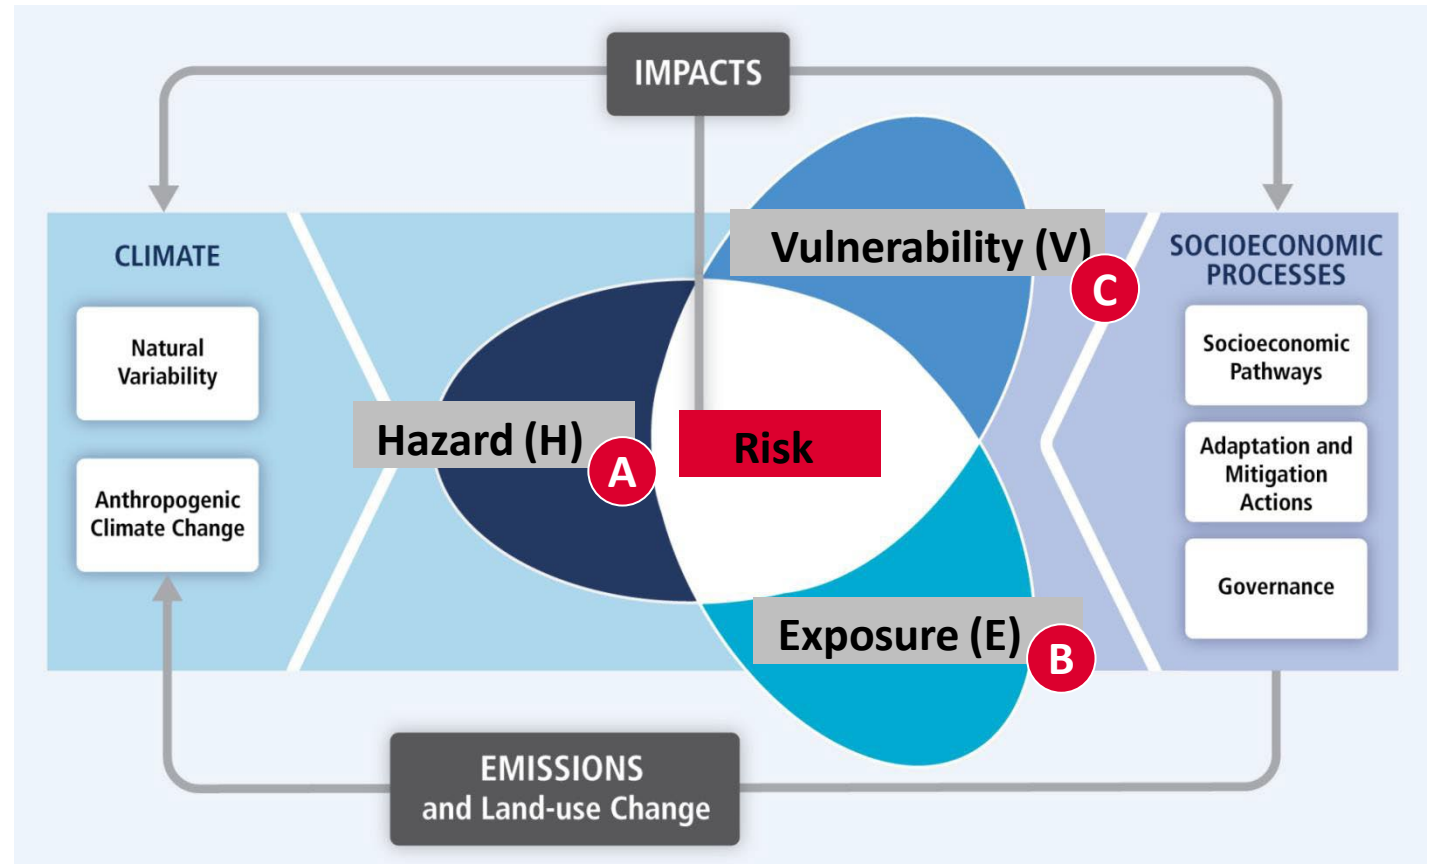 IMPACTS
CLIMATE
Natural
Variability
Anthropogenic
Climate Change
Vulnerability (V)
C
Hazard (H)
A
Risk
Exposure (E)
B
SOCIOECONOMIC
PROCESSES
Socioeconomic
Pathways
Adaptation and
Mitigation
Actions
Governance
EMISSIONS
and Land-use Change